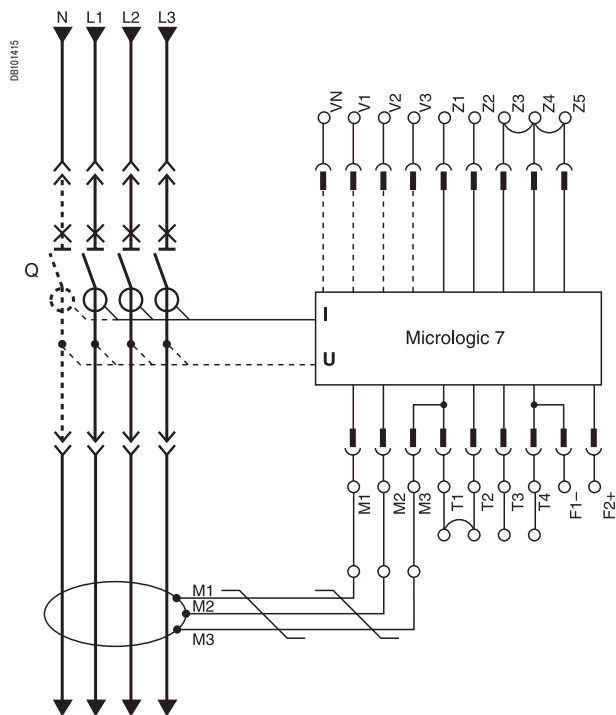 N L1 L2 L3
DB101415
VN V1 V2 V3 Z1 Z2 Z3 Z4 Z5
Q
I
Micrologic 7
U
M1 M2 M3 T1 T2 T3 T4 F1− F2+
M1
M2
M3